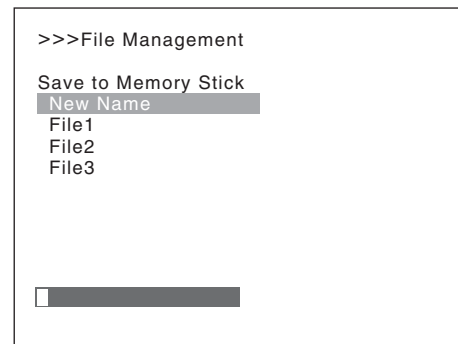 >>>File Management
Save to Memory Stick
New Name
File1
File2
File3